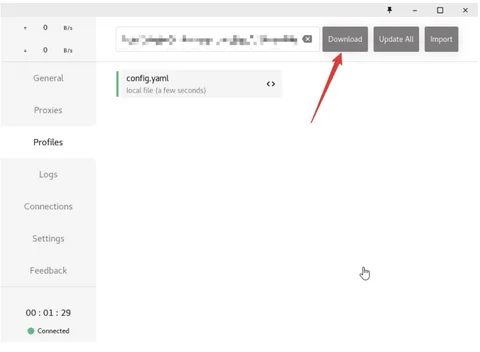 ↑ 0 B/s
↓ 0 B/s
Download Update All Import
General
Proxies
Profiles
Logs
Connections
Settings
Feedback
config.yaml
local file (a few seconds)
00 : 01 : 29
Connected